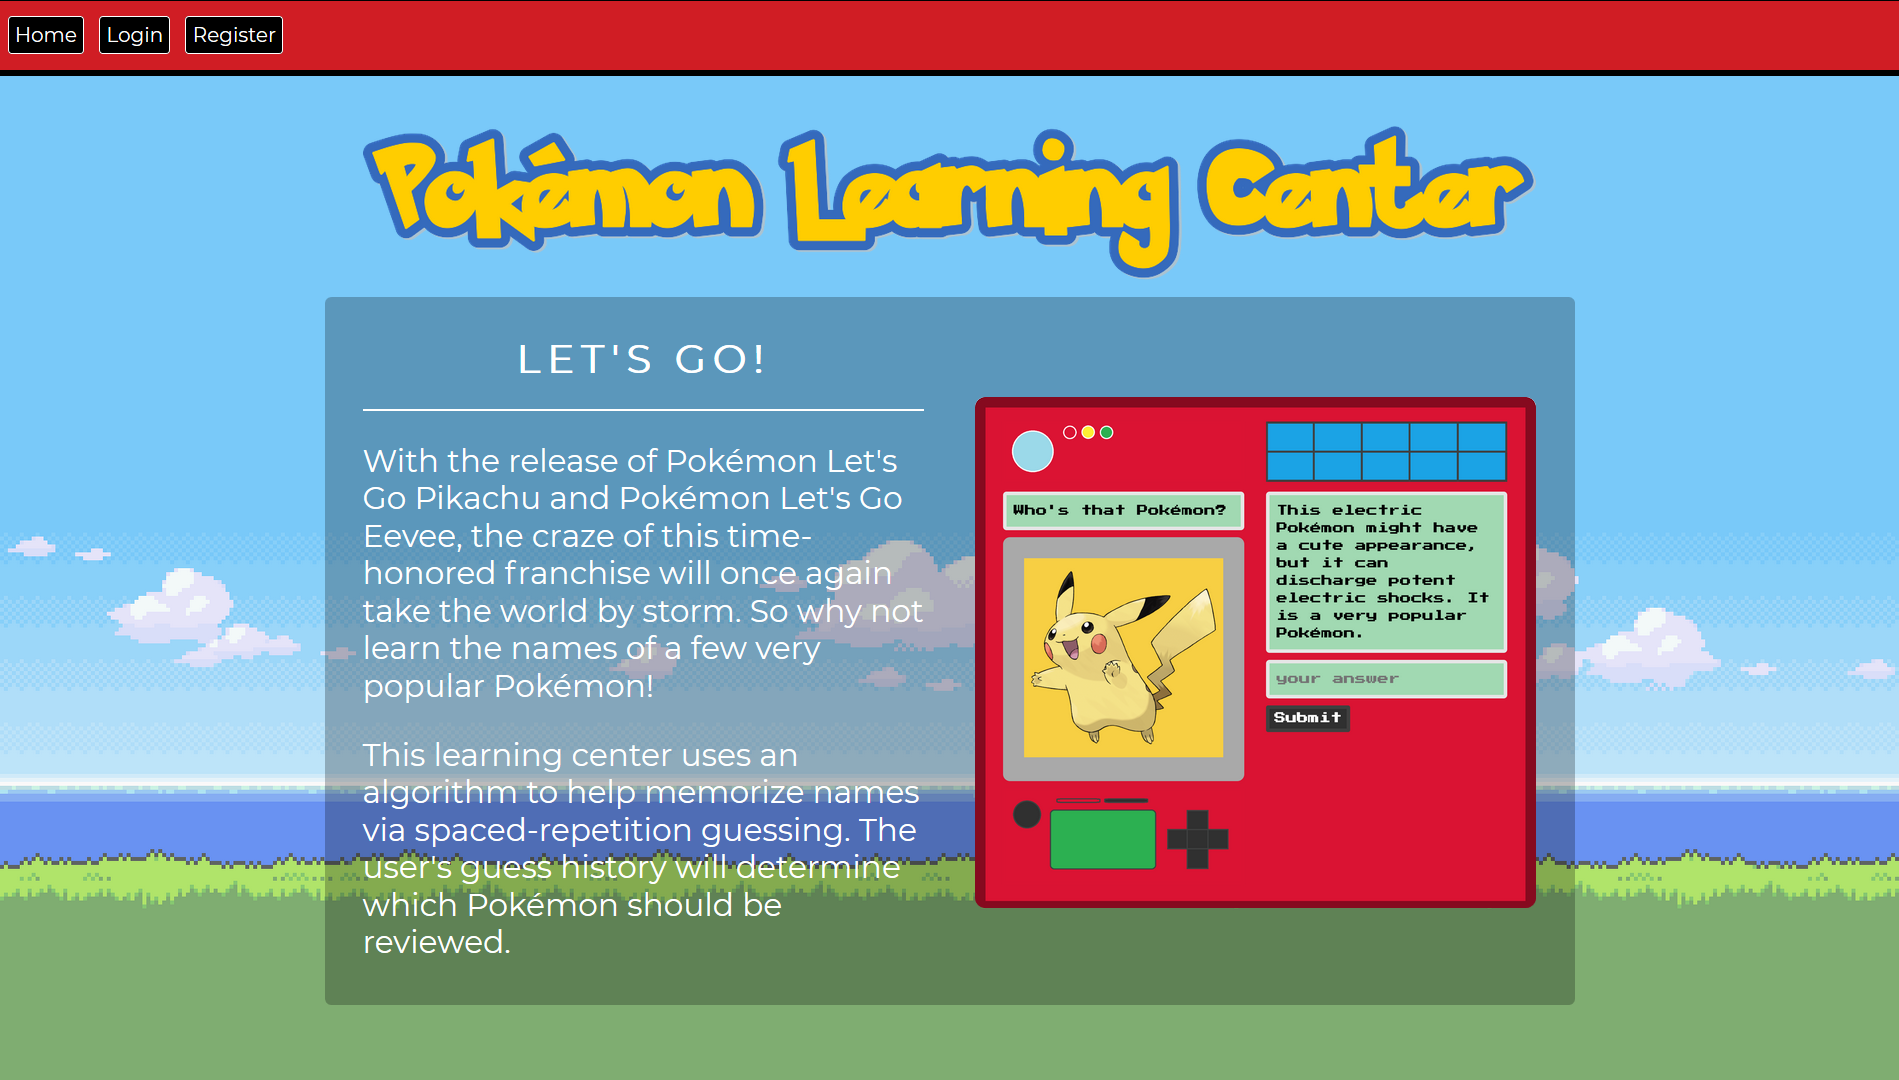 Home Login Register
Pokémon Learning Center
LET'S GO!
With the release of Pokémon Let's
Go Pikachu and Pokémon Let's Go
Eevee, the craze of this time-
honored franchise will once again
take the world by storm. So why not
learn the names of a few very
popular Pokémon!
This learning center uses an
algorithm to help memorize names
via spaced-repetition guessing. The
user's guess history will determine
which Pokémon should be
reviewed.
Who's that Pokémon?
This electric
Pokémon might have
a cute appearance,
but it can
discharge potent
electric shocks. It
is a very popular
Pokémon.
your answer
Submit